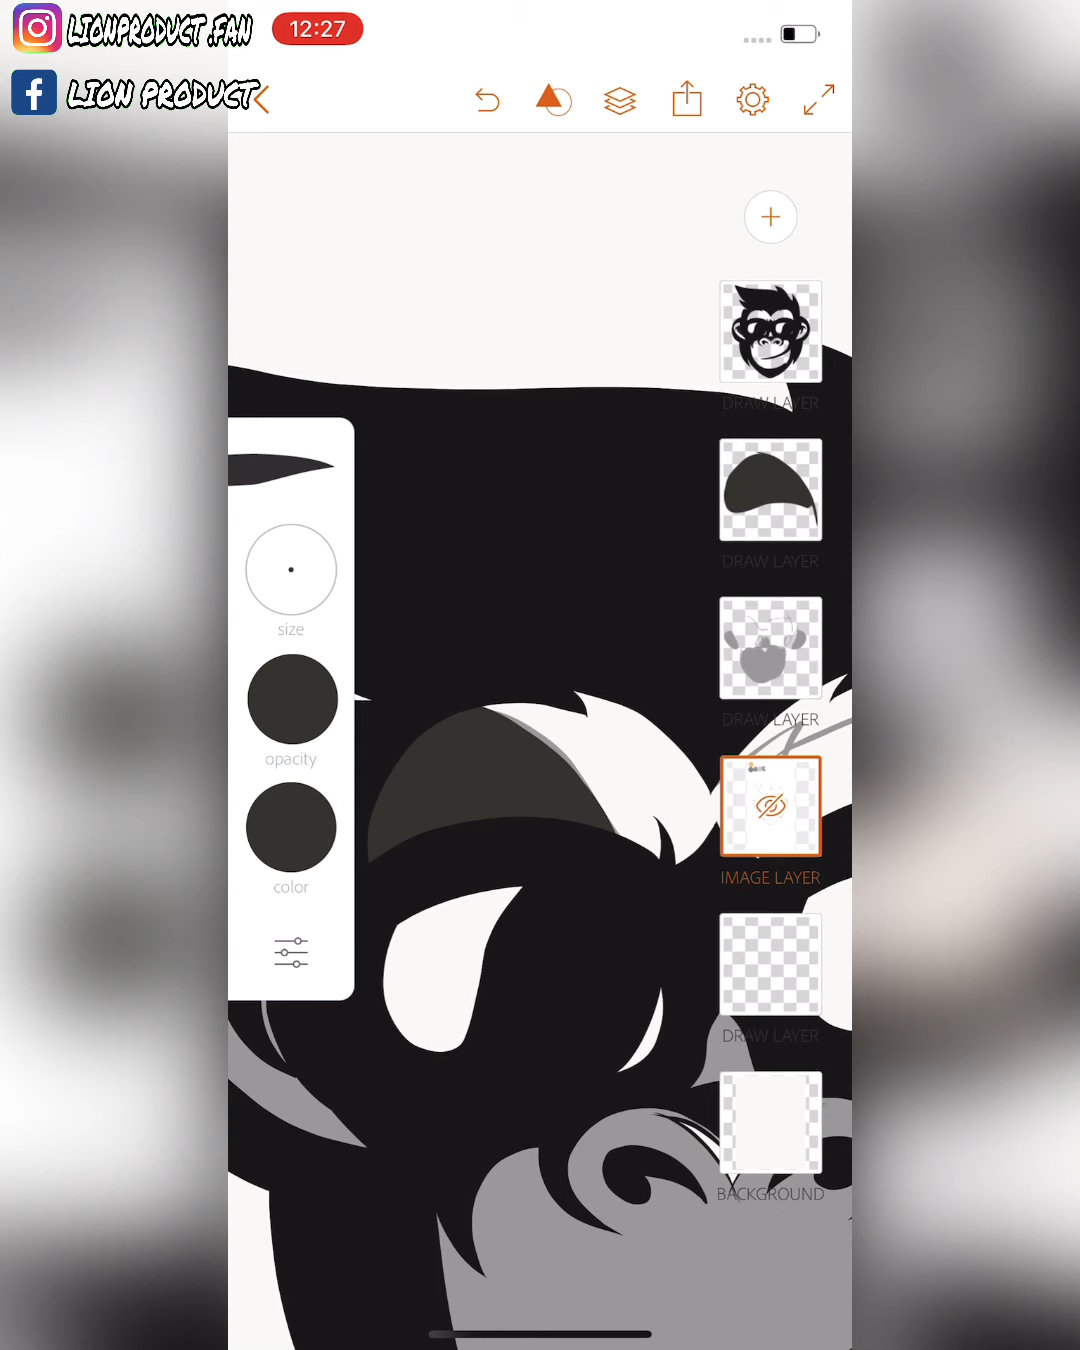 LIONPRODUCT.FAN
12:27
LION PRODUCT
DRAW LAYER
DRAW LAYER
size
DRAW LAYER
opacity
IMAGE LAYER
color
DRAW LAYER
BACKGROUND